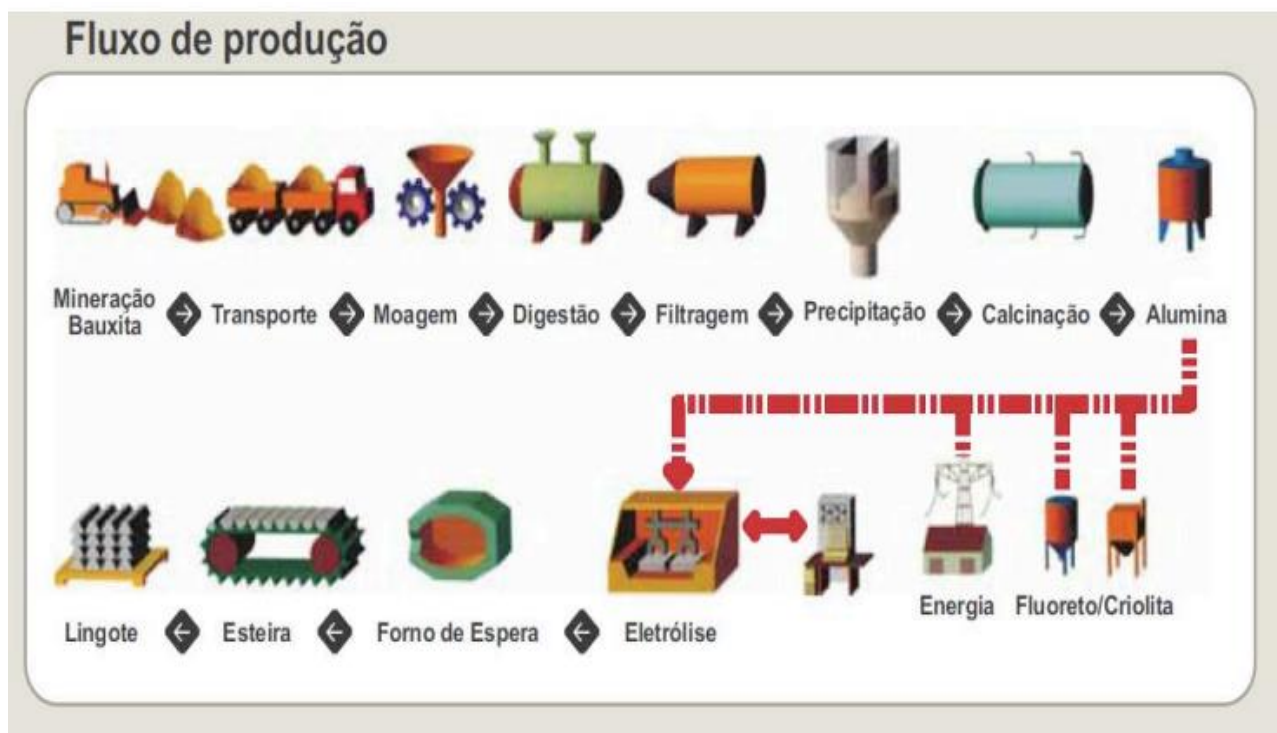 Fluxo de produção
Mineração
Bauxita
Transporte
Moagem
Digestão
Filtragem
Precipitação
Calcinação
Alumina
Energia
Fluoreto/Criolita
Lingote
Esteira
Forno de Espera
Eletrólise